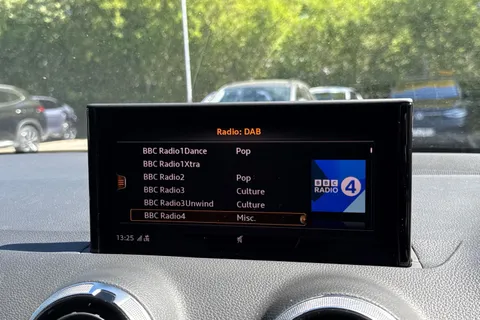 Radio: DAB
BBC Radio1Dance Pop
BBC Radio1Xtra
BBC Radio2 Pop
BBC Radio3 Culture
BBC Radio3Unwind Culture
BBC Radio4 Misc.
BBC
RADIO 4
13:25